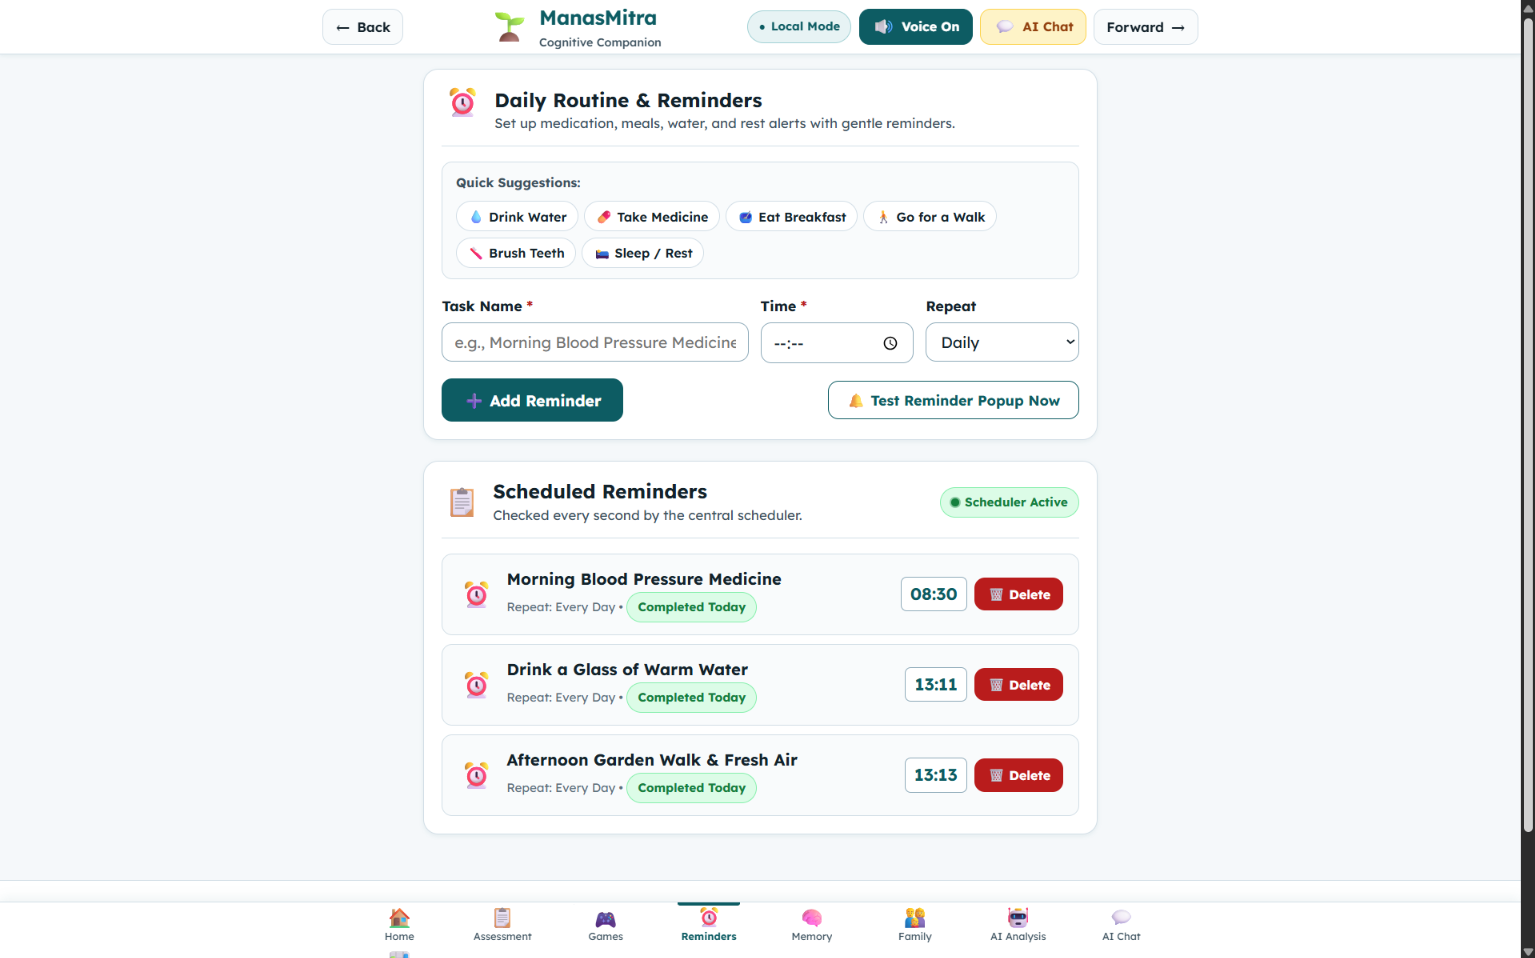 ← Back
ManasMitra
Cognitive Companion
• Local Mode
Voice On
AI Chat
Forward →
Daily Routine & Reminders
Set up medication, meals, water, and rest alerts with gentle reminders.
Quick Suggestions:
Drink Water
Take Medicine
Eat Breakfast
Go for a Walk
Brush Teeth
Sleep / Rest
Task Name *
Time *
Repeat
e.g., Morning Blood Pressure Medicine
--:--
Daily
Add Reminder
Test Reminder Popup Now
Scheduled Reminders
Checked every second by the central scheduler.
Scheduler Active
Morning Blood Pressure Medicine
Repeat: Every Day • Completed Today
08:30
Delete
Drink a Glass of Warm Water
Repeat: Every Day • Completed Today
13:11
Delete
Afternoon Garden Walk & Fresh Air
Repeat: Every Day • Completed Today
13:13
Delete
Home
Assessment
Games
Reminders
Memory
Family
AI Analysis
AI Chat